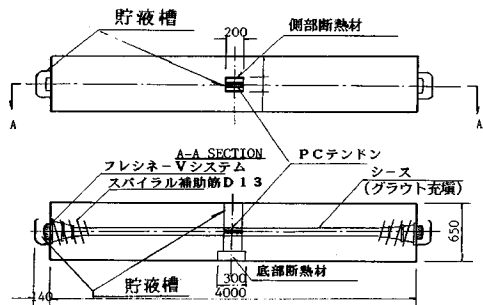 貯液槽
200
側部断熱材
A
A
A-A SECTION
PCテンドン
フレシネ-Vシステム
シース
スパイラル補助筋D13
(グラウト充填)
650
貯液槽
300
底部断熱材
140
4000